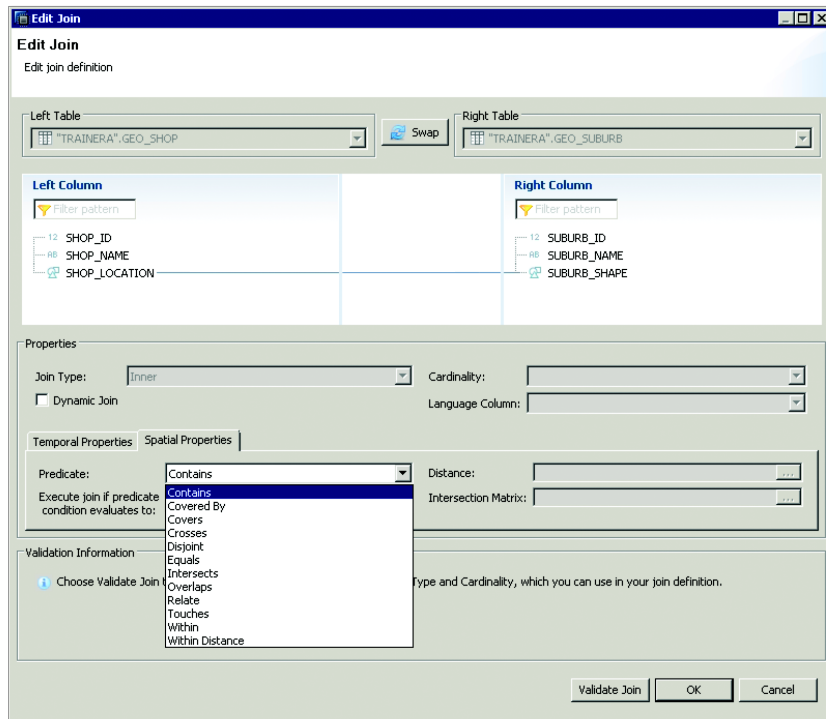 Edit Join
Edit Join
Edit join definition
Left Table
"TRAINERA".GEO_SHOP
Swap
Right Table
"TRAINERA".GEO_SUBURB
Left Column
Filter pattern
12 SHOP_ID
AB SHOP_NAME
SHOP_LOCATION
Right Column
Filter pattern
12 SUBURB_ID
AB SUBURB_NAME
SUBURB_SHAPE
Properties
Join Type: Inner
Cardinality:
Dynamic Join
Language Column:
Temporal Properties Spatial Properties
Predicate: Contains
Distance: ...
Execute join if predicate
condition evaluates to:
Intersection Matrix: ...
Contains
Covered By
Covers
Crosses
Disjoint
Equals
Intersects
Overlaps
Relate
Touches
Within
Within Distance
Validation Information
Choose Validate Join Type and Cardinality, which you can use in your join definition.
Validate Join
OK
Cancel